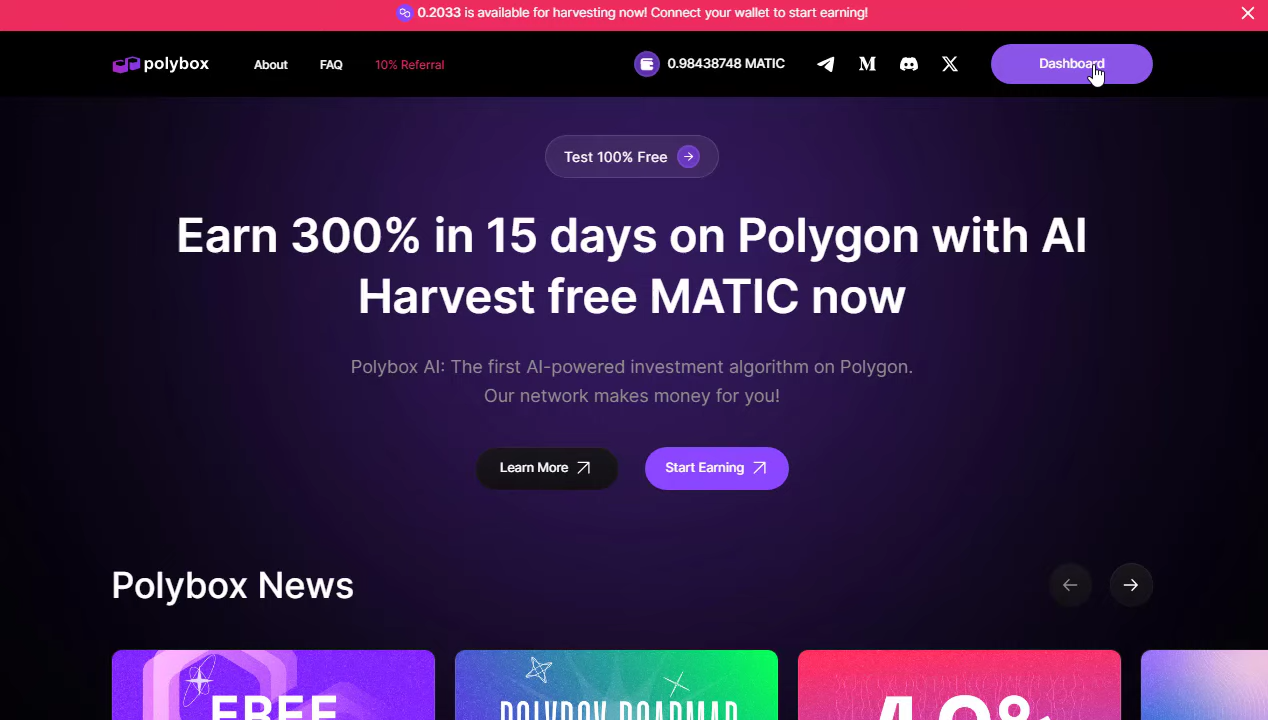 0.2033 is available for harvesting now! Connect your wallet to start earning!
polybox About FAQ 10% Referral 0.98438748 MATIC Dashboard
Test 100% Free
Earn 300% in 15 days on Polygon with AI
Harvest free MATIC now
Polybox AI: The first AI-powered investment algorithm on Polygon.
Our network makes money for you!
Learn More Start Earning
Polybox News
FREE POLYBOX ROADMAP